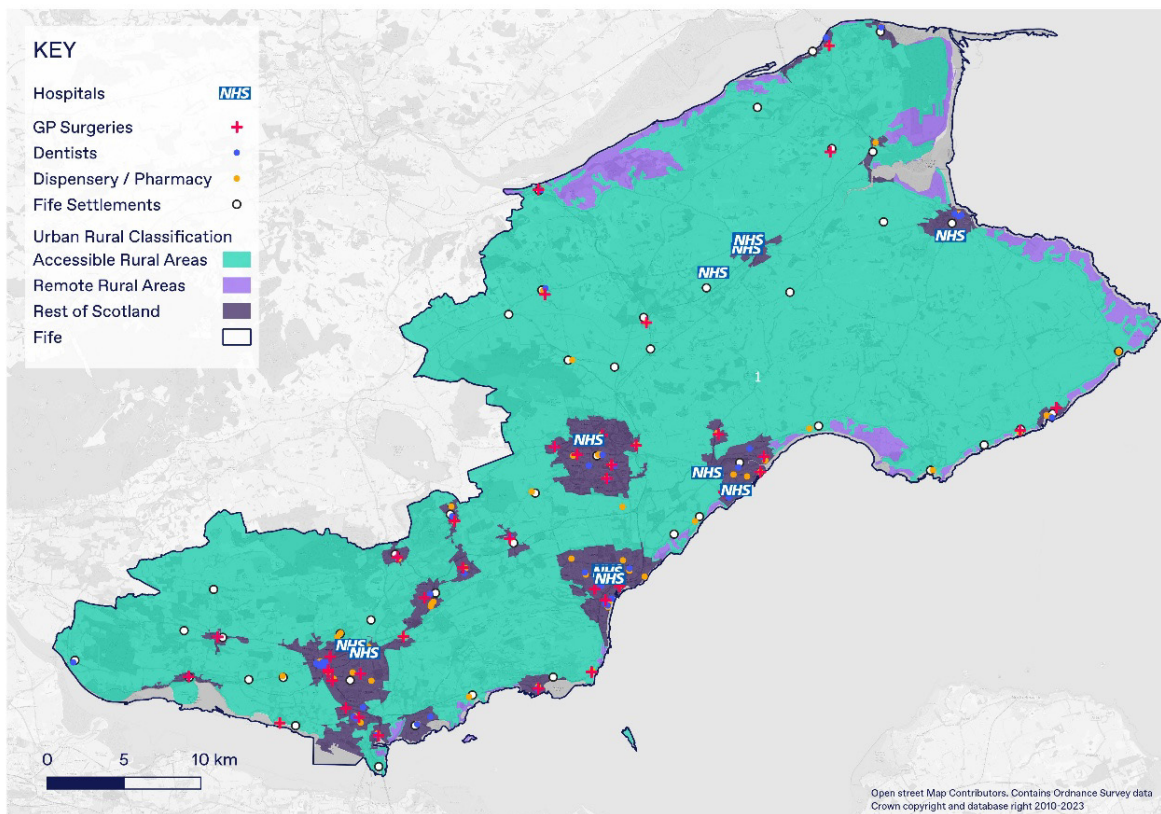 KEY
Hospitals NHS
GP Surgeries
Dentists
Dispensery / Pharmacy
Fife Settlements
Urban Rural Classification
Accessible Rural Areas
Remote Rural Areas
Rest of Scotland
Fife
NHS
NHS
NHS
NHS
1
NHS
NHS
NHS
NHS
NHS
NHS
NHS
0 5 10 km
Open street Map Contributors. Contains Ordnance Survey data
Crown copyright and database right 2010-2023